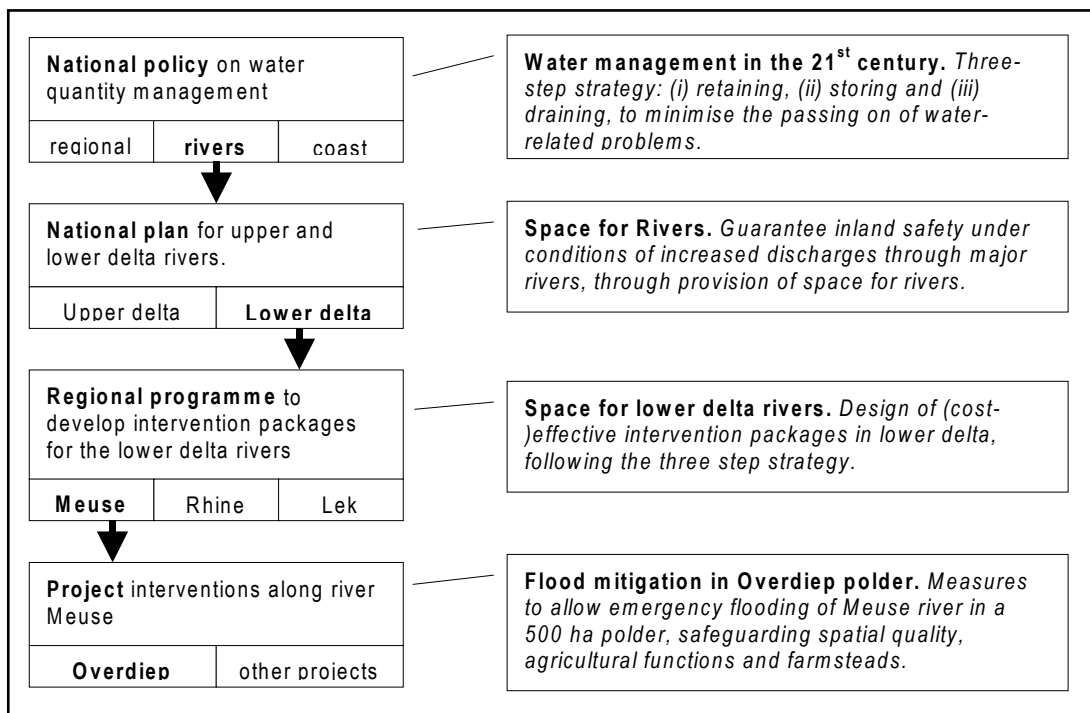 National policy on water
quantity management
regional rivers coast
Water management in the 21st century. Three-
step strategy: (i) retaining, (ii) storing and (iii)
draining, to minimise the passing on of water-
related problems.
National plan for upper and
lower delta rivers.
Upper delta Lower delta
Space for Rivers. Guarantee inland safety under
conditions of increased discharges through major
rivers, through provision of space for rivers.
Regional programme to
develop intervention packages
for the lower delta rivers
Meuse Rhine Lek
Space for lower delta rivers. Design of (cost-
)effective intervention packages in lower delta,
following the three step strategy.
Project interventions along river
Meuse
Overdiep other projects
Flood mitigation in Overdiep polder. Measures
to allow emergency flooding of Meuse river in a
500 ha polder, safeguarding spatial quality,
agricultural functions and farmsteads.